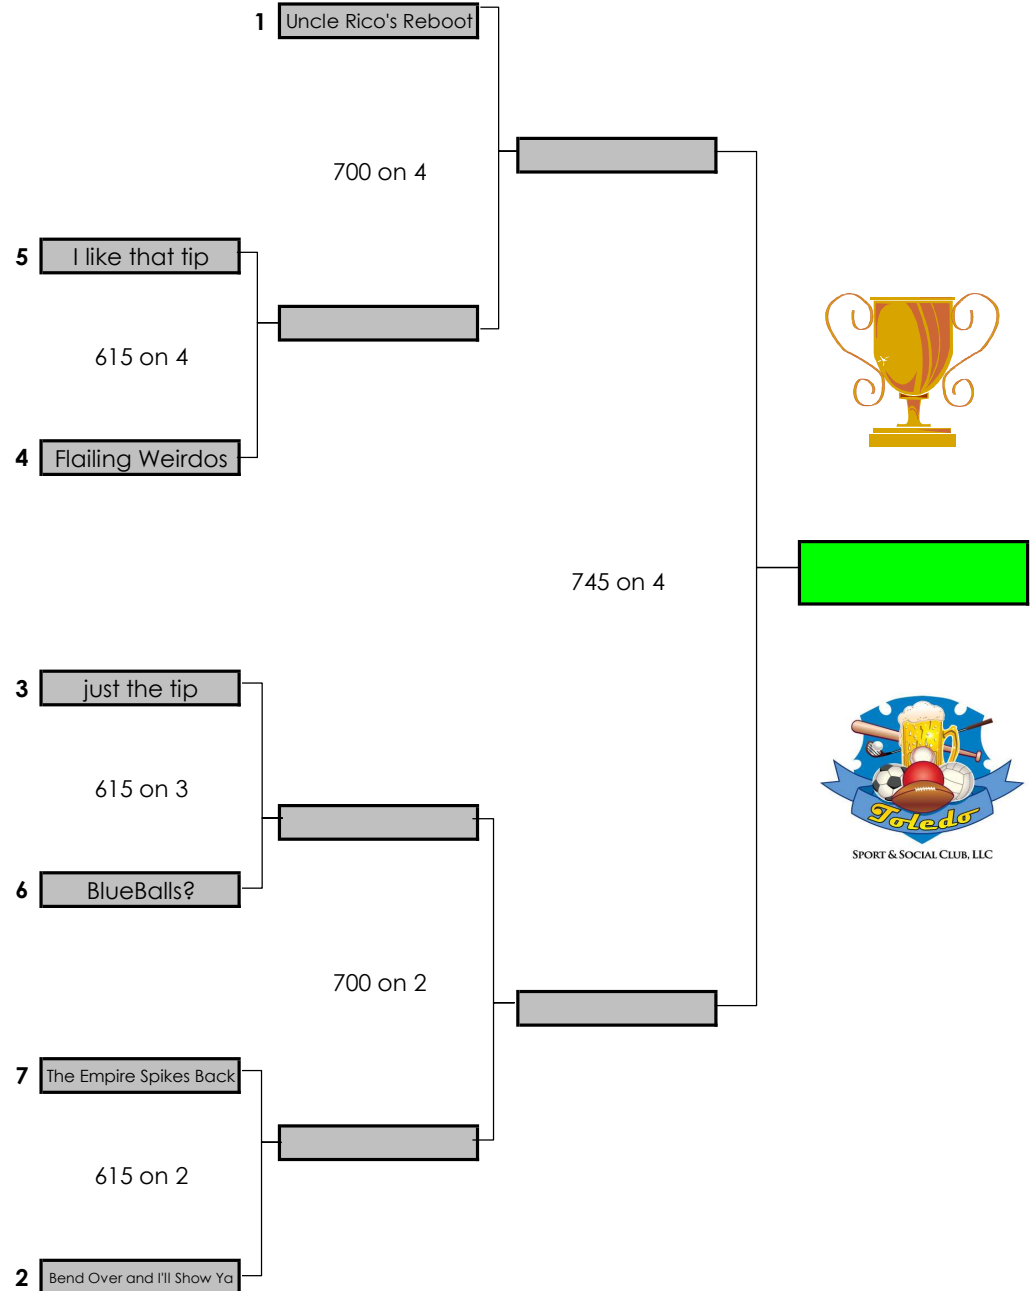 1 Uncle Rico's Reboot
700 on 4
5 I like that tip
615 on 4
4 Flailing Weirdos
745 on 4
3 just the tip
615 on 3
6 BlueBalls?
Toledo
SPORT & SOCIAL CLUB, LLC
700 on 2
7 The Empire Spikes Back
615 on 2
2 Bend Over and I'll Show Ya